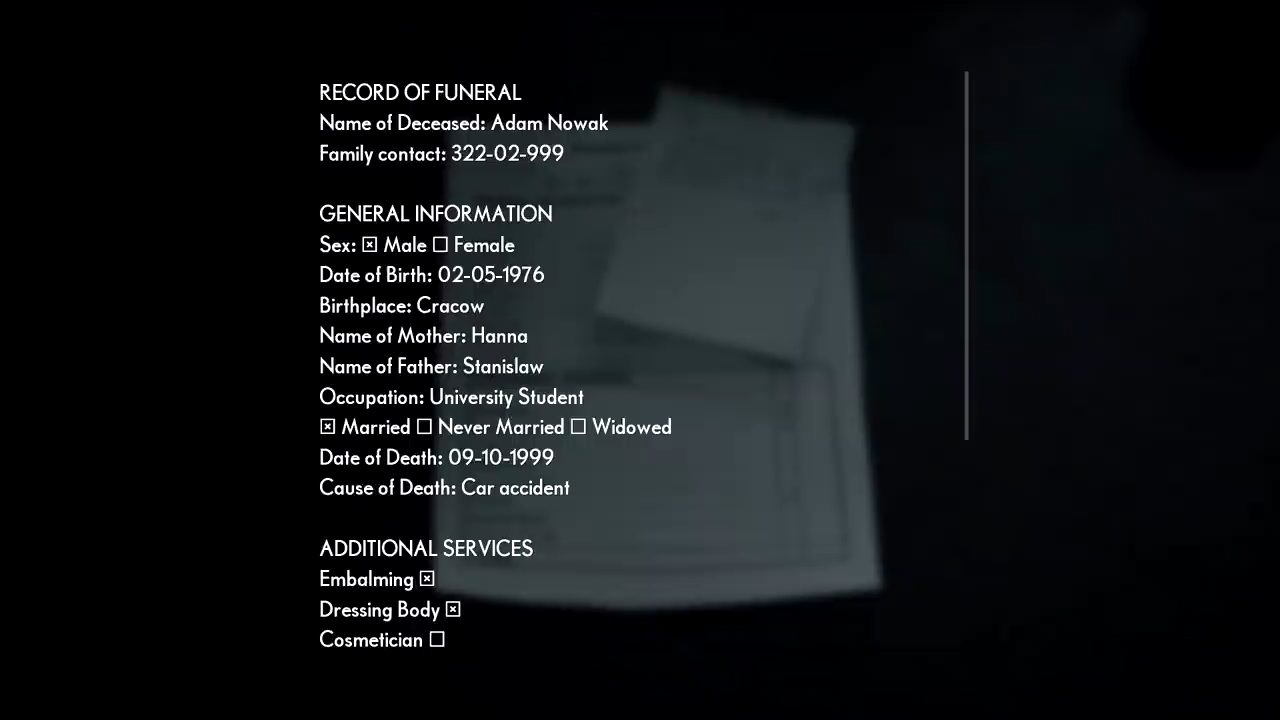 RECORD OF FUNERAL
Name of Deceased: Adam Nowak
Family contact: 322-02-999
GENERAL INFORMATION
Sex: ☒ Male ☐ Female
Date of Birth: 02-05-1976
Birthplace: Cracow
Name of Mother: Hanna
Name of Father: Stanislaw
Occupation: University Student
☒ Married ☐ Never Married ☐ Widowed
Date of Death: 09-10-1999
Cause of Death: Car accident
ADDITIONAL SERVICES
Embalming ☒
Dressing Body ☒
Cosmetician ☐